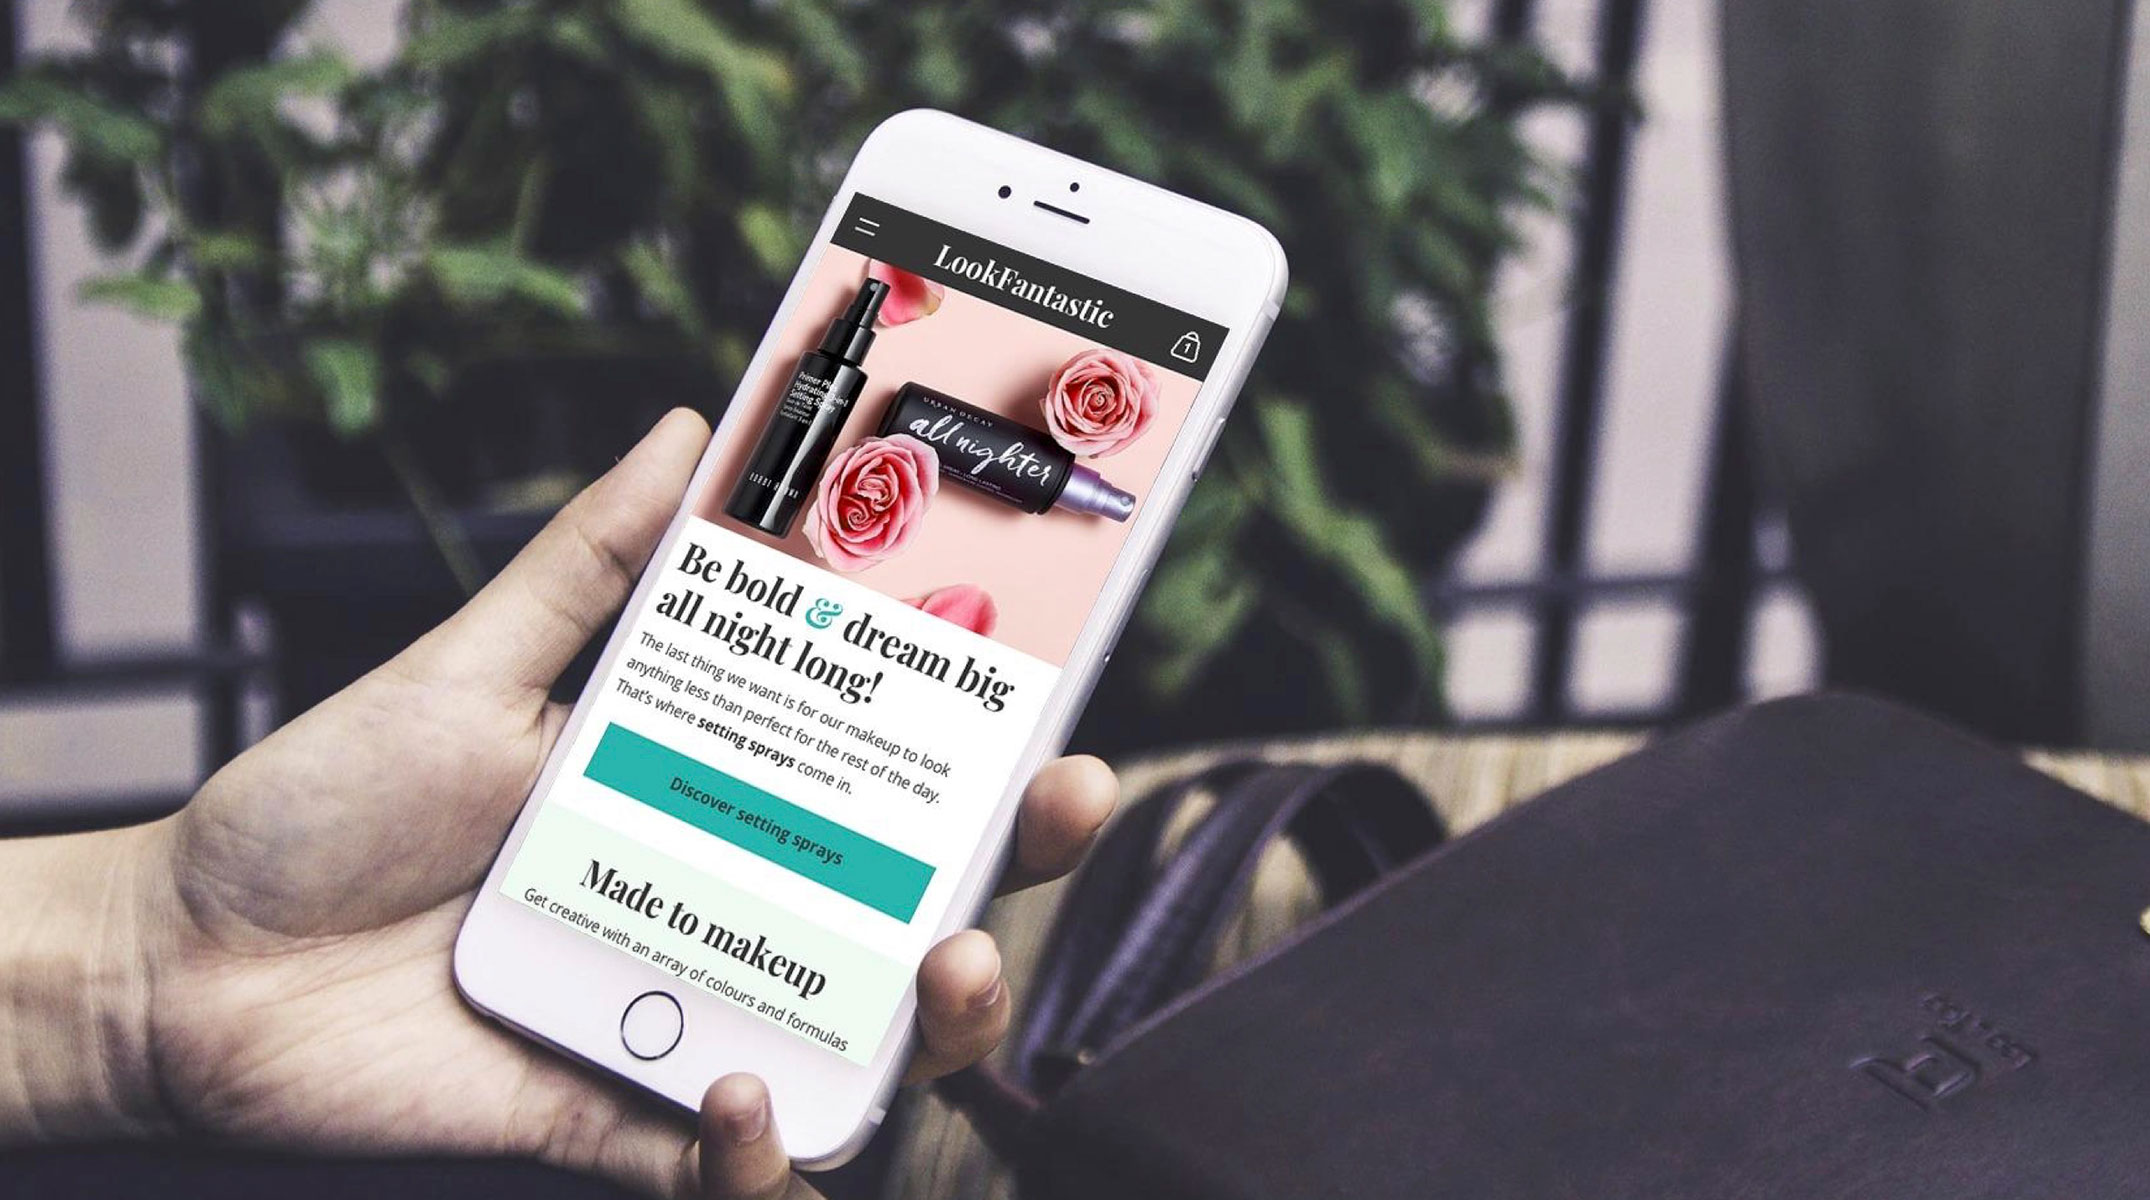 LookFantastic
1
Primer Plus
Hydrating 3-in-1
Setting Spray
BOBBI BROWN
URBAN DECAY
all nighter
Be bold & dream big
all night long!
The last thing we want is for our makeup to look
anything less than perfect for the rest of the day.
That's where setting sprays come in.
Discover setting sprays
Made to makeup
Get creative with an array of colours and formulas